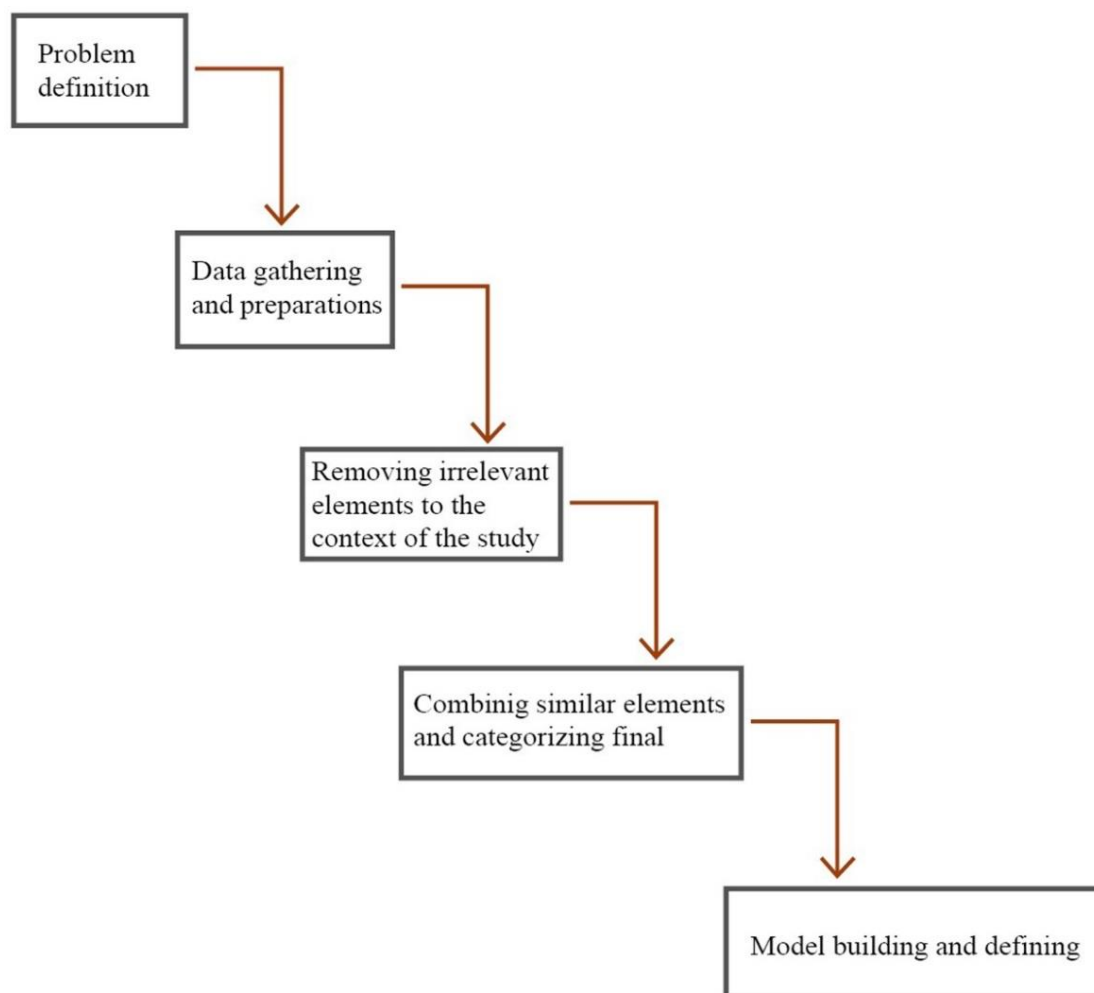 Problem
definition
Data gathering
and preparations
Removing irrelevant
elements to the
context of the study
Combinig similar elements
and categorizing final
Model building and defining